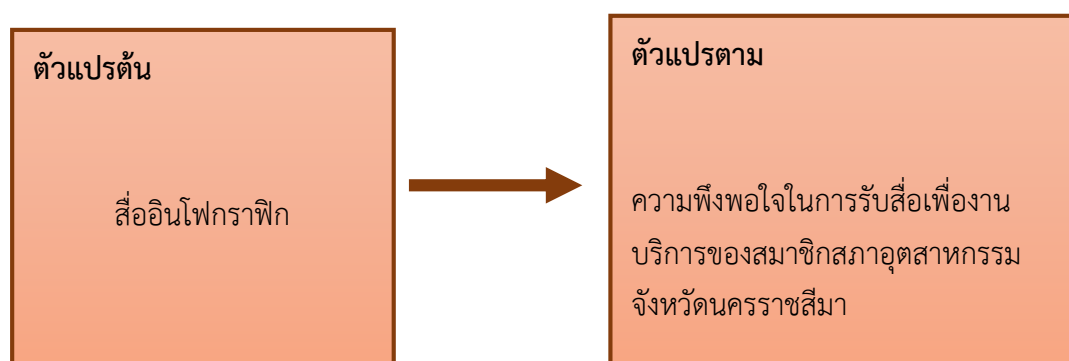 ตัวแปรต้น
สื่ออินโฟกราฟิก
ตัวแปรตาม
ความพึงพอใจในการรับสื่อเพื่องาน
บริการของสมาชิกสภาอุตสาหกรรม
จังหวัดนครราชสีมา